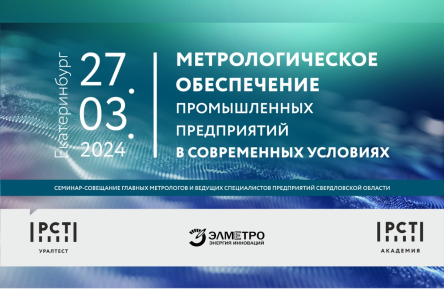 Екатеринбург
27.
03.
2024
МЕТРОЛОГИЧЕСКОЕ
ОБЕСПЕЧЕНИЕ
ПРОМЫШЛЕННЫХ
ПРЕДПРИЯТИЙ
В СОВРЕМЕННЫХ УСЛОВИЯХ
СЕМИНАР-СОВЕЩАНИЕ ГЛАВНЫХ МЕТРОЛОГОВ И ВЕДУЩИХ СПЕЦИАЛИСТОВ ПРЕДПРИЯТИЙ СВЕРДЛОВСКОЙ ОБЛАСТИ
РСТ
УРАЛТЕСТ
ЭЛМЕТРО
ЭНЕРГИЯ ИННОВАЦИЙ
РСТ
АКАДЕМИЯ